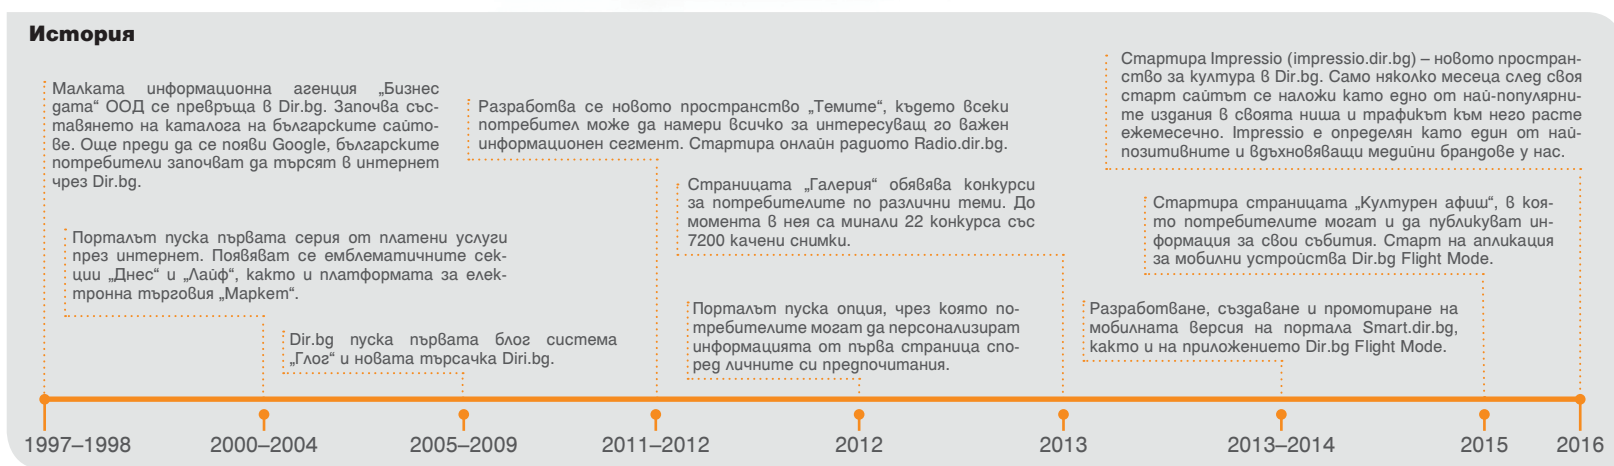 История
Малката информационна агенция „Бизнес
дата“ ООД се превръща в Dir.bg. Започва със-
тавянето на каталога на българските сайто-
ве. Още преди да се появи Google, българските
потребители започват да търсят в интернет
чрез Dir.bg.
Порталът пуска първата серия от платени услуги
през интернет. Появяват се емблематичните сек-
ции „Днес“ и „Лайф“, както и платформата за елек-
тронна търговия „Маркет“.
Dir.bg пуска първата блог система
„Глог“ и новата търсачка Diri.bg.
Разработва се новото пространство „Темите“, където всеки
потребител може да намери всичко за интересуващ го важен
информационен сегмент. Стартира онлайн радиото Radio.dir.bg.
Страницата „Галерия“ обявява конкурси
за потребителите по различни теми. До
момента в нея са минали 22 конкурса със
7200 качени снимки.
Порталът пуска опция, чрез която по-
требителите могат да персонализират
информацията от първа страница спо-
ред личните си предпочитания.
Стартира Impressio (impressio.dir.bg) – новото простран-
ство за култура в Dir.bg. Само няколко месеца след своя
старт сайтът се наложи като едно от най-популярни-
те издания в своята ниша и трафикът към него расте
ежемесечно. Impressio е определян като един от най-
позитивните и вдъхновяващи медийни брандове у нас.
Стартира страницата „Културен афиш“, в коя-
то потребителите могат и да публикуват ин-
формация за свои събития. Старт на апликация
за мобилни устройства Dir.bg Flight Mode.
Разработване, създаване и промотиране на
мобилната версия на портала Smart.dir.bg,
както и на приложението Dir.bg Flight Mode.
1997–1998 2000–2004 2005–2009 2011–2012 2012 2013 2013–2014 2015 2016